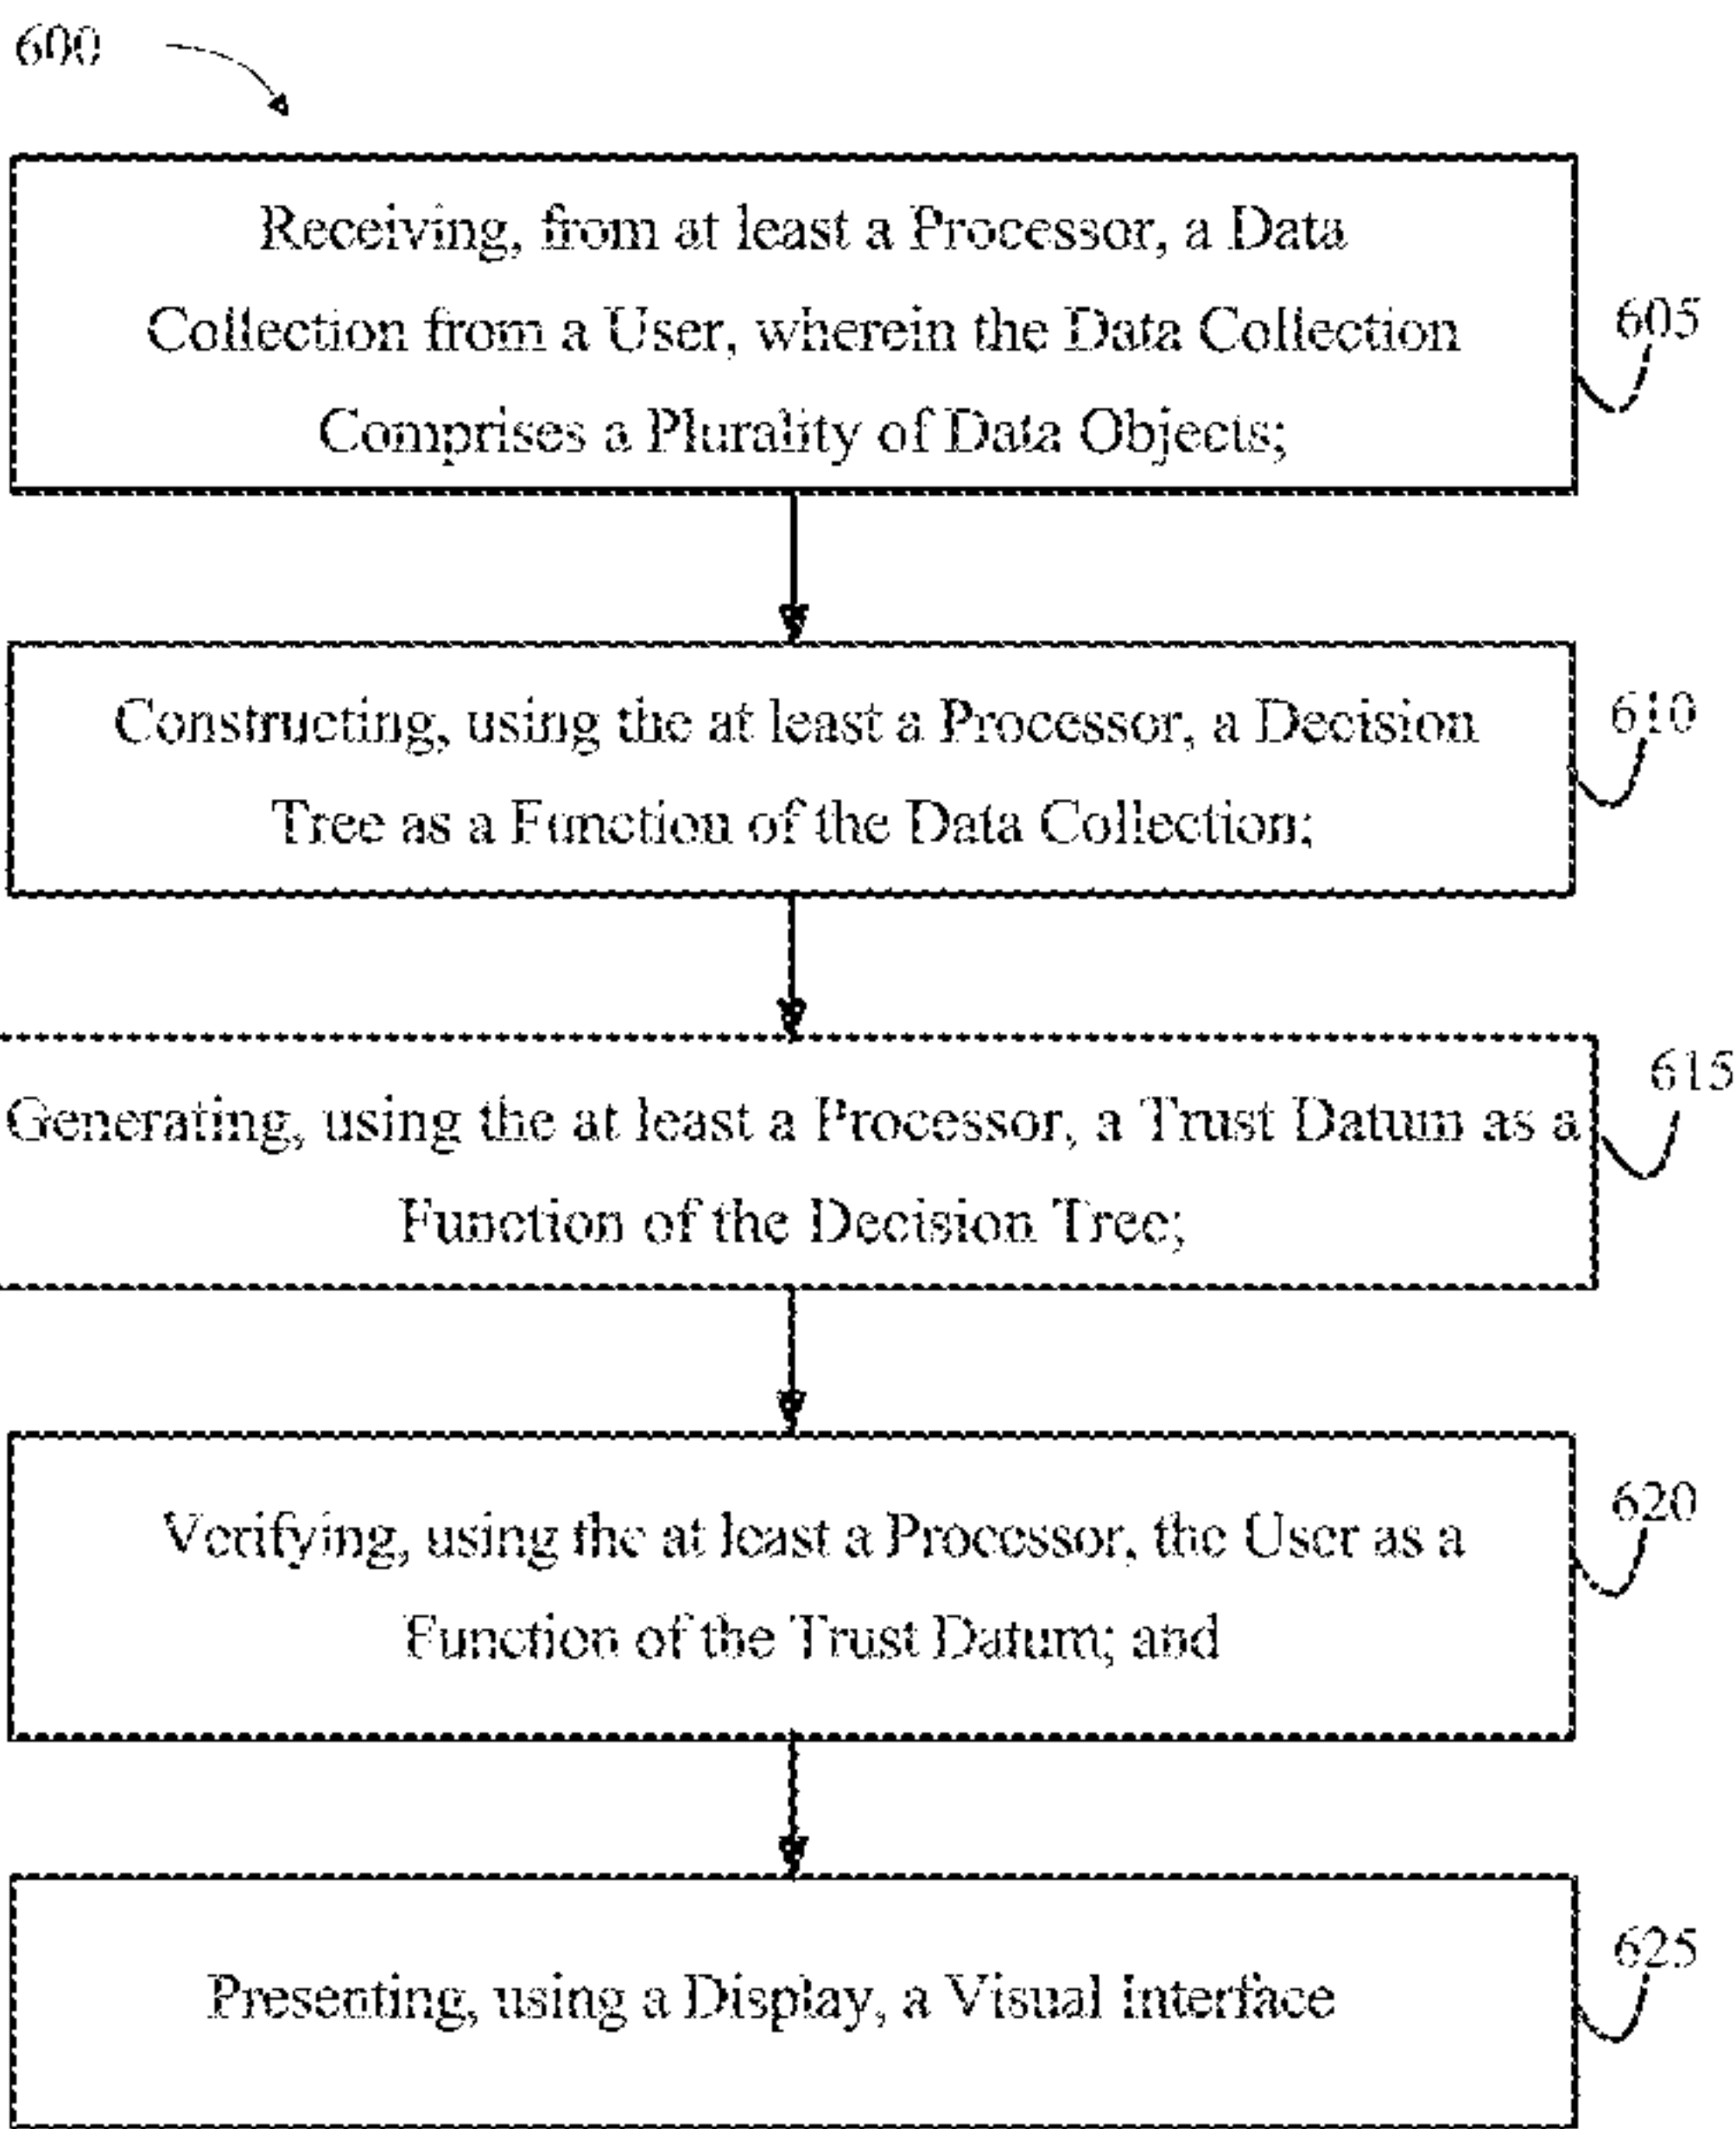 600
Receiving, from at least a Processor, a Data
Collection from a User, wherein the Data Collection
Comprises a Plurality of Data Objects;
605
Constructing, using the at least a Processor, a Decision
Tree as a Function of the Data Collection;
610
Generating, using the at least a Processor, a Trust Datum as a
Function of the Decision Tree;
615
Verifying, using the at least a Processor, the User as a
Function of the Trust Datum; and
620
Presenting, using a Display, a Visual interface
625